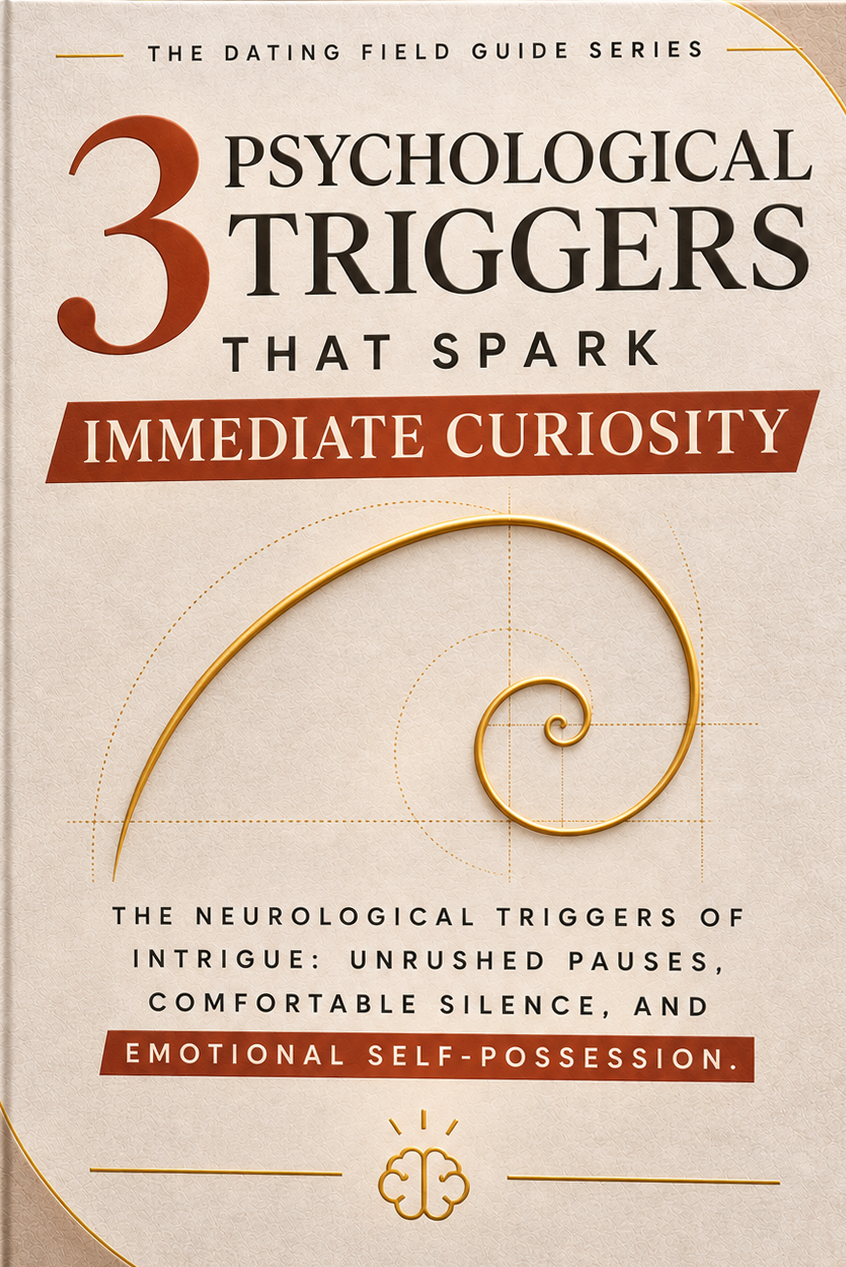 THE DATING FIELD GUIDE SERIES
3 PSYCHOLOGICAL
TRIGGERS
THAT SPARK
IMMEDIATE CURIOSITY
THE NEUROLOGICAL TRIGGERS OF
INTRIGUE: UNRUSHED PAUSES,
COMFORTABLE SILENCE, AND
EMOTIONAL SELF-POSSESSION.